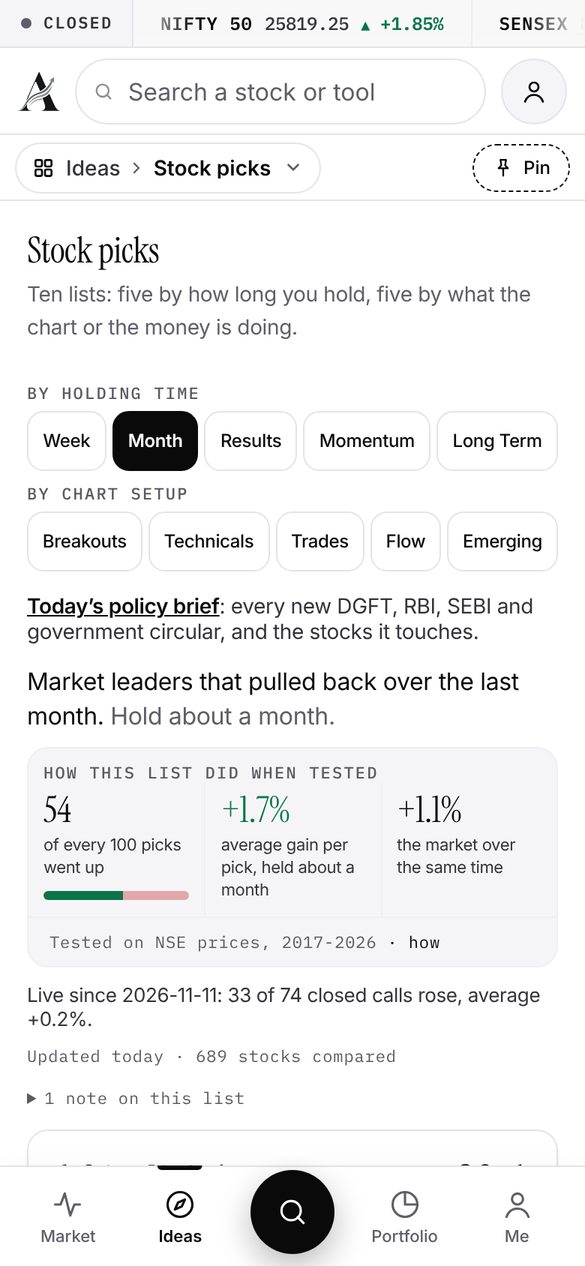 CLOSED
NIFTY 50 25819.25 ▲ +1.85%
SENSEX
Search a stock or tool
Ideas > Stock picks
Pin
Stock picks
Ten lists: five by how long you hold, five by what the
chart or the money is doing.
BY HOLDING TIME
Week Month Results Momentum Long Term
BY CHART SETUP
Breakouts Technicals Trades Flow Emerging
Today’s policy brief: every new DGFT, RBI, SEBI and
government circular, and the stocks it touches.
Market leaders that pulled back over the last
month. Hold about a month.
HOW THIS LIST DID WHEN TESTED
54
of every 100 picks
went up
+1.7%
average gain per
pick, held about a
month
+1.1%
the market over
the same time
Tested on NSE prices, 2017-2026 · how
Live since 2026-11-11: 33 of 74 closed calls rose, average
+0.2%.
Updated today · 689 stocks compared
▶ 1 note on this list
Market
Ideas
Portfolio
Me